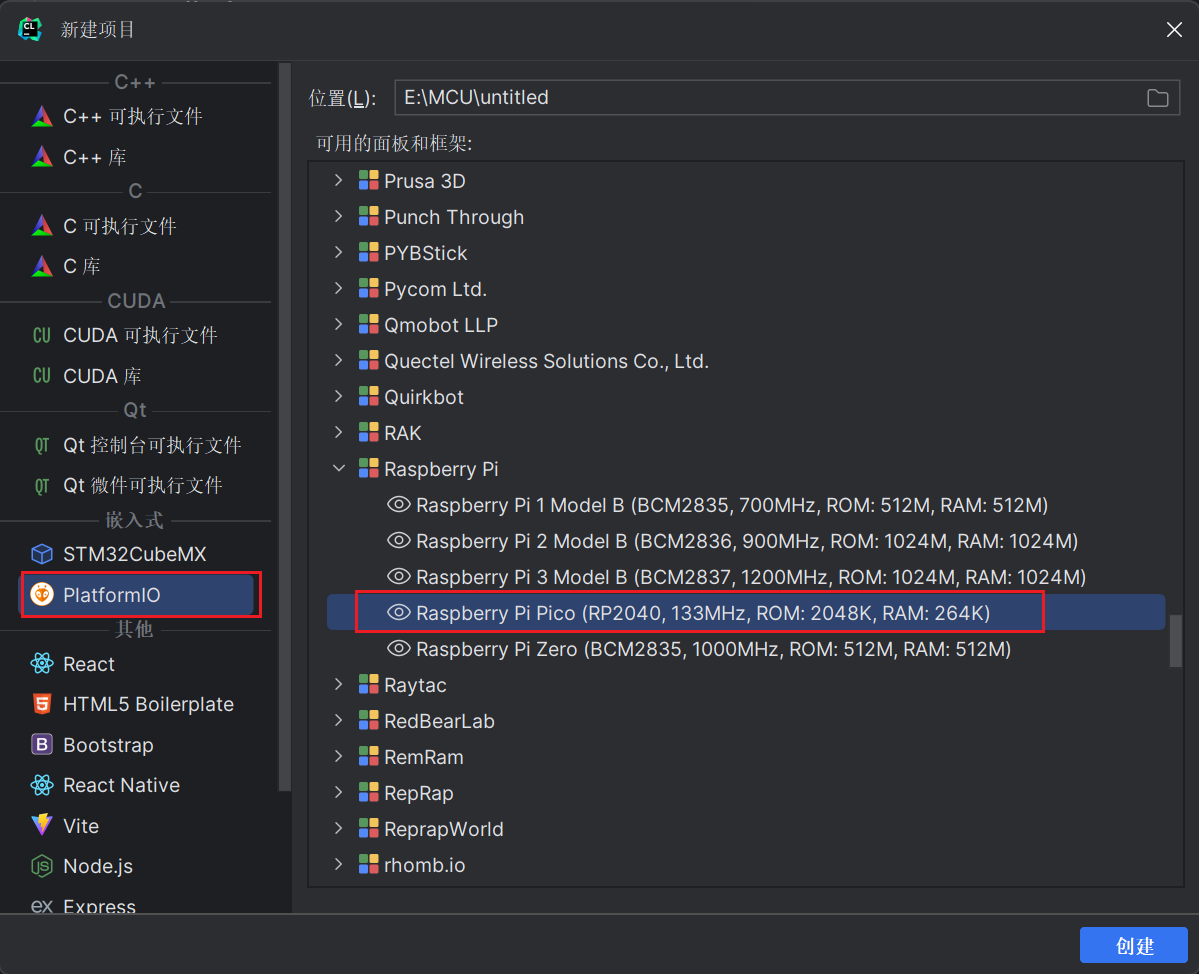 新建项目
C++
C++ 可执行文件
C++ 库
C
C 可执行文件
C 库
CUDA
CU CUDA 可执行文件
CU CUDA 库
Qt
QT Qt 控制台可执行文件
QT Qt 微件可执行文件
嵌入式
STM32CubeMX
PlatformIO
其他
React
HTML5 Boilerplate
Bootstrap
React Native
Vite
Node.js
ex Express
位置(L):
E:\MCU\untitled
可用的面板和框架:
Prusa 3D
Punch Through
PYBStick
Pycom Ltd.
Qmobot LLP
Quectel Wireless Solutions Co., Ltd.
Quirkbot
RAK
Raspberry Pi
Raspberry Pi 1 Model B (BCM2835, 700MHz, ROM: 512M, RAM: 512M)
Raspberry Pi 2 Model B (BCM2836, 900MHz, ROM: 1024M, RAM: 1024M)
Raspberry Pi 3 Model B (BCM2837, 1200MHz, ROM: 1024M, RAM: 1024M)
Raspberry Pi Pico (RP2040, 133MHz, ROM: 2048K, RAM: 264K)
Raspberry Pi Zero (BCM2835, 1000MHz, ROM: 512M, RAM: 512M)
Raytac
RedBearLab
RemRam
RepRap
ReprapWorld
rhomb.io
创建